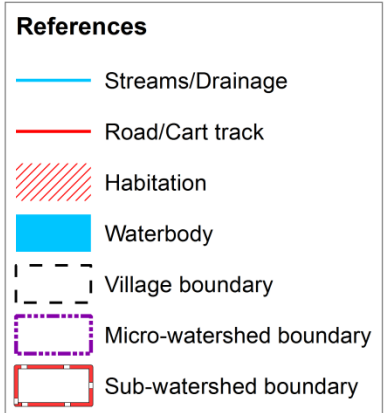 References
Streams/Drainage
Road/Cart track
Habitation
Waterbody
Village boundary
Micro-watershed boundary
Sub-watershed boundary